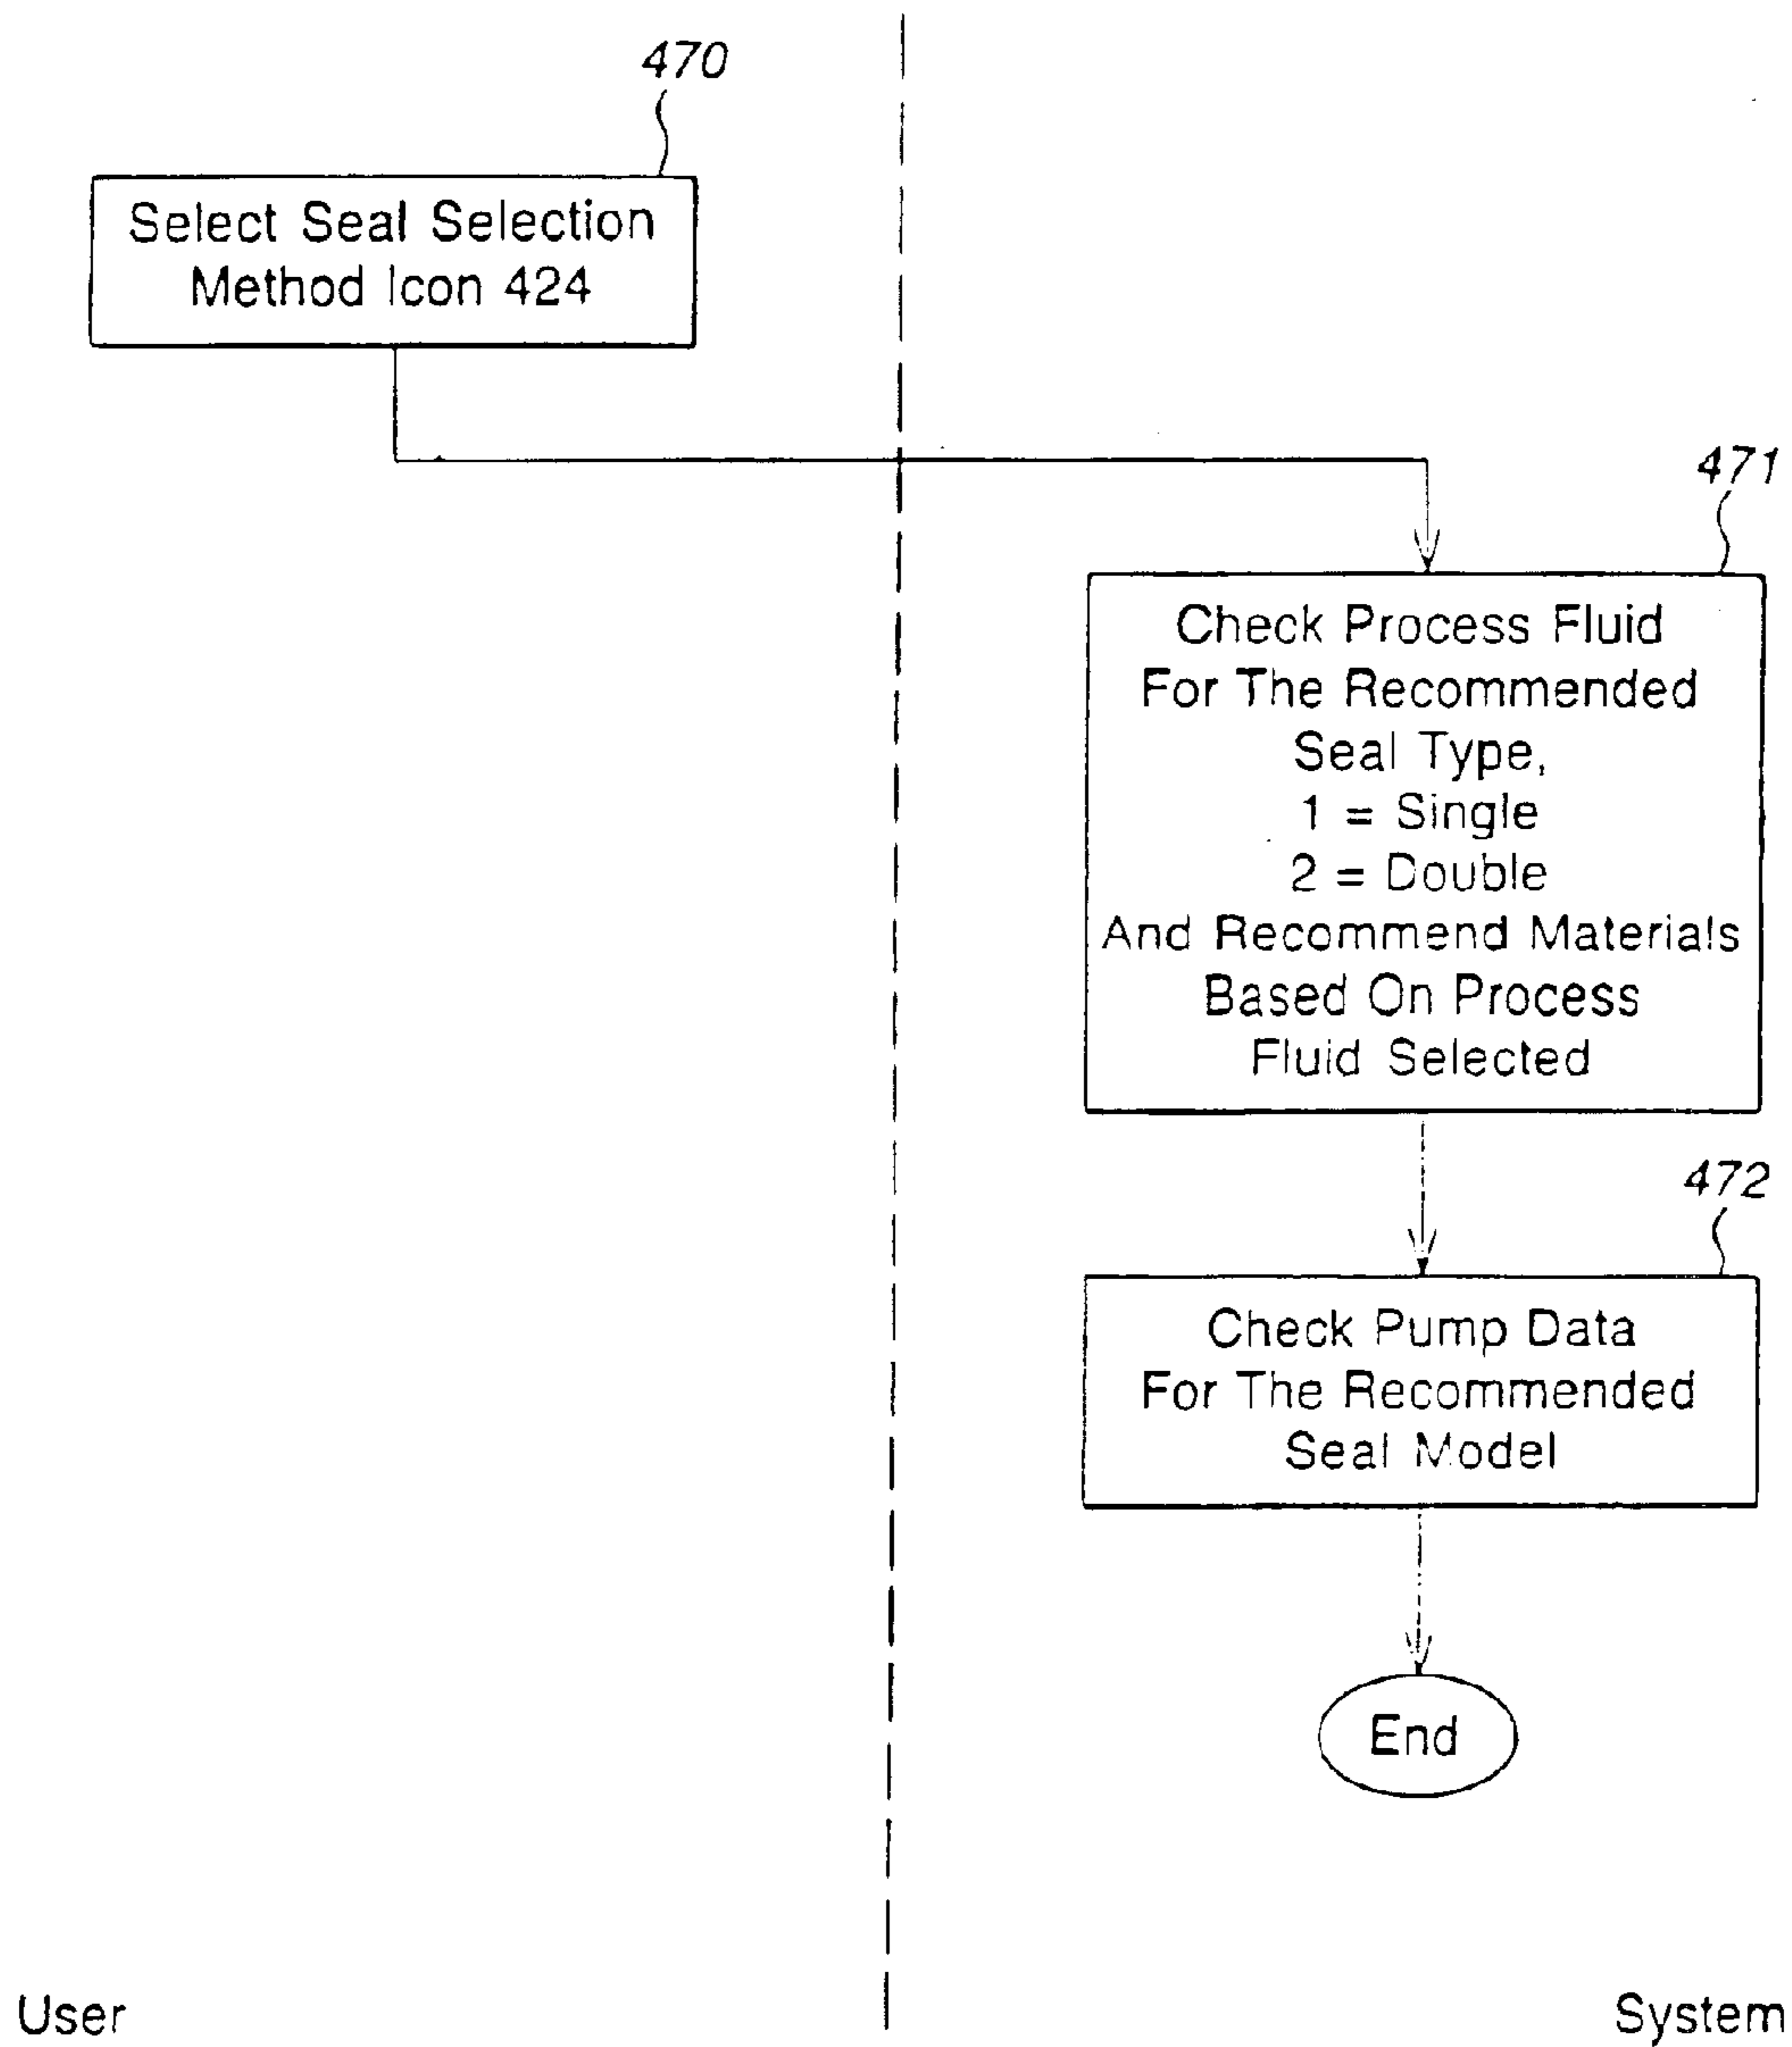 470
Select Seal Selection
Method Icon 424
471
Check Process Fluid
For The Recommended
Seal Type,
1 = Single
2 = Double
And Recommend Materials
Based On Process
Fluid Selected
472
Check Pump Data
For The Recommended
Seal Model
End
User
System